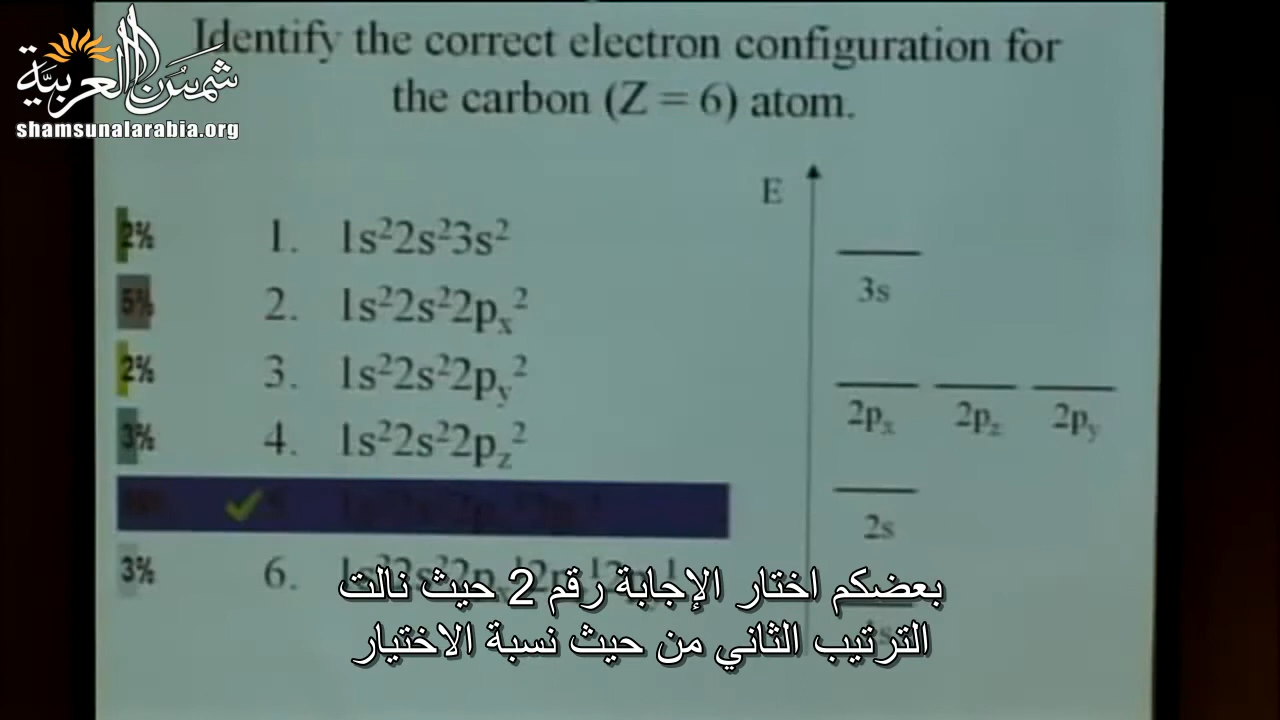 شمس العربية
shamsunalarabia.org
Identify the correct electron configuration for
the carbon (Z = 6) atom.
2% 1. 1s²2s²3s²
5% 2. 1s²2s²2pₓ²
2% 3. 1s²2s²2pᵧ²
3% 4. 1s²2s²2p_z²
✓ 5.
3% 6.
E
3s
2pₓ 2p_z 2pᵧ
2s
بعضكم اختار الإجابة رقم 2 حيث نالت
الترتيب الثاني من حيث نسبة الاختيار